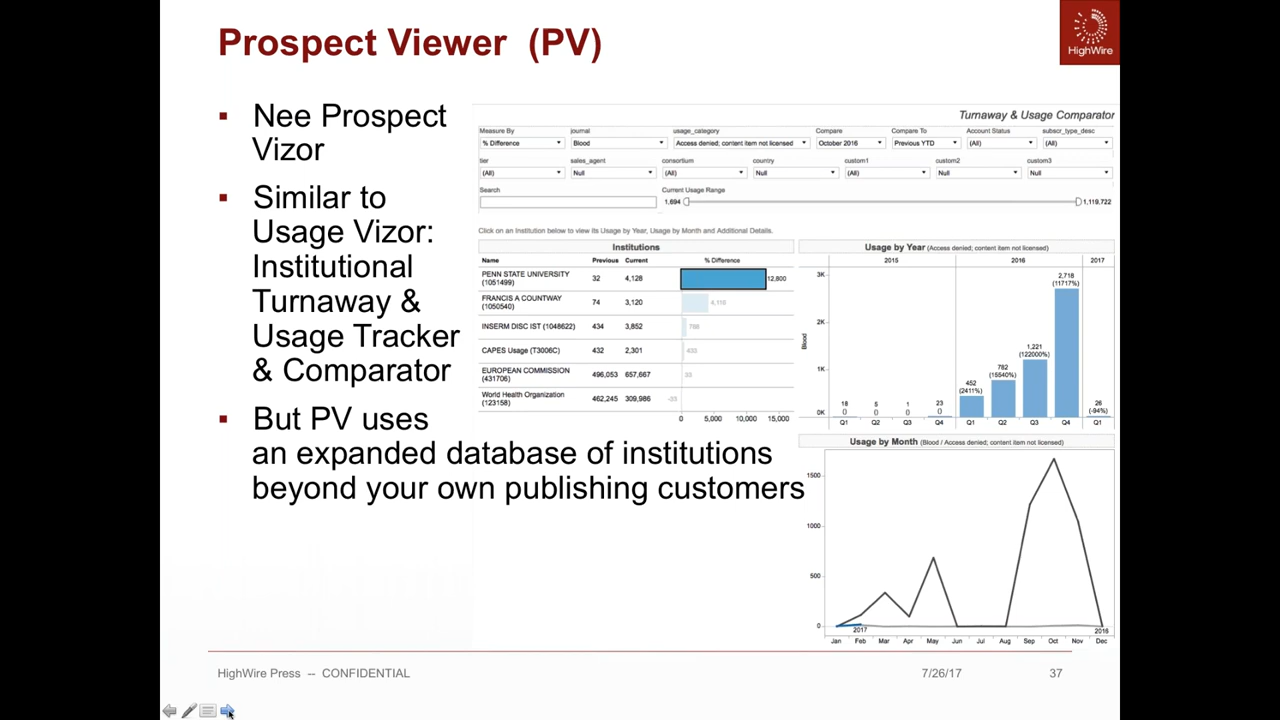 Prospect Viewer (PV)
HighWire
▪ Nee Prospect
Vizor
▪ Similar to
Usage Vizor:
Institutional
Turnaway &
Usage Tracker
& Comparator
▪ But PV uses
an expanded database of institutions
beyond your own publishing customers
Turnaway & Usage Comparator
Measure By journal usage_category Compare Compare To Account Status subscr_type_desc
% Difference Blood Access denied; content item not licensed October 2016 Previous YTD (All) (All)
tier sales_agent consortium country custom1 custom2 custom3
(All) Null (All) Null (All) Null Null
Search Current Usage Range
1,694 1,119,722
Click on an Institution below to view its Usage by Year, Usage by Month and Additional Details.
Institutions
Name Previous Current % Difference
PENN STATE UNIVERSITY
(1051499) 32 4,128 12,800
FRANCIS A COUNTWAY
(1050540) 74 3,120 4,116
INSERM DISC IST (1048622) 434 3,852 788
CAPES Usage (T3006C) 432 2,301 433
EUROPEAN COMMISSION
(431706) 496,053 657,667 33
World Health Organization
(123158) 462,245 309,986 -33
0 5,000 10,000 15,000
Usage by Year (Access denied; content item not licensed)
2015 2016 2017
3K
2K
1K
0K
Blood
18
()
5
()
1
()
23
()
452
(2411%)
782
(15540%)
1,221
(122000%)
2,718
(11717%)
26
(-94%)
Q1 Q2 Q3 Q4 Q1 Q2 Q3 Q4 Q1
Usage by Month (Blood / Access denied; content item not licensed)
1500
1000
500
0
2017 2016
Jan Feb Mar Apr May Jun Jul Aug Sep Oct Nov Dec
HighWire Press -- CONFIDENTIAL 7/26/17 37